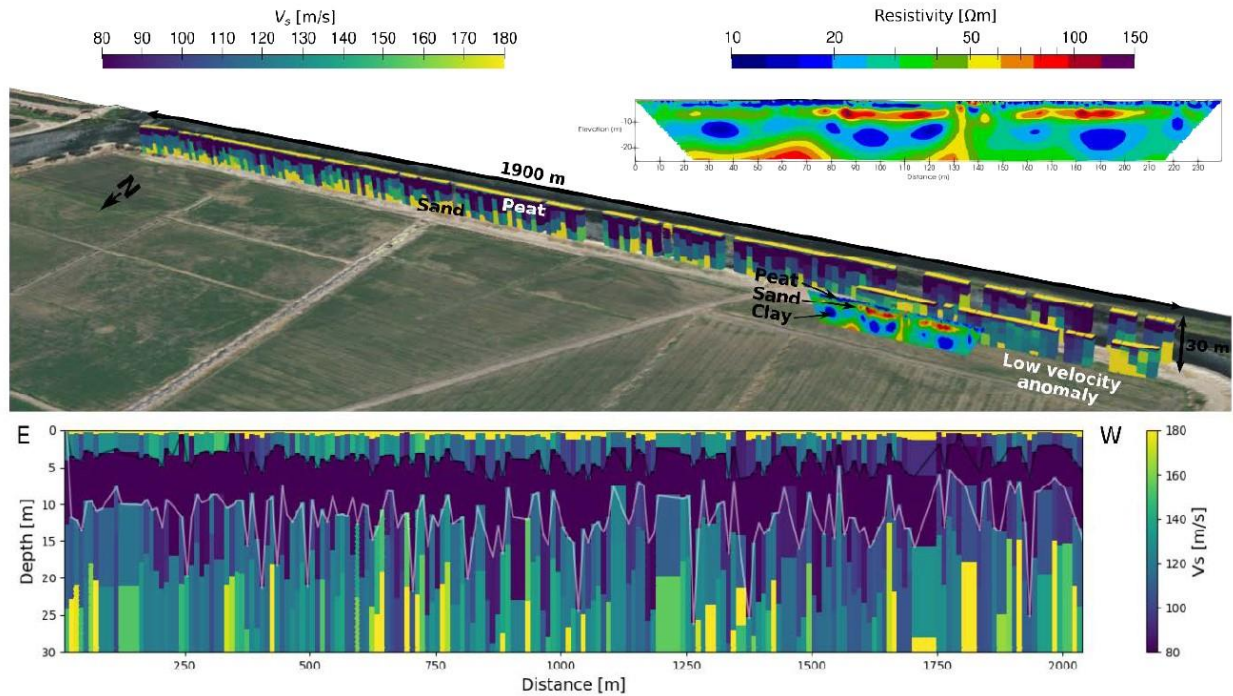 Vₛ [m/s]
80 90 100 110 120 130 140 150 160 170 180
Resistivity [Ωm]
10 20 50 100 150
Elevation [m]
-10
-20
0 10 20 30 40 50 60 70 80 90 100 110 120 130 140 150 160 170 180 190 200 210 220 230
Distance [m]
1900 m
N
Sand
Peat
Peat
Sand
Clay
30 m
Low velocity
anomaly
E
W
0
5
10
15
20
25
30
Depth [m]
250 500 750 1000 1250 1500 1750 2000
Distance [m]
180
160
140
120
100
80
Vs [m/s]